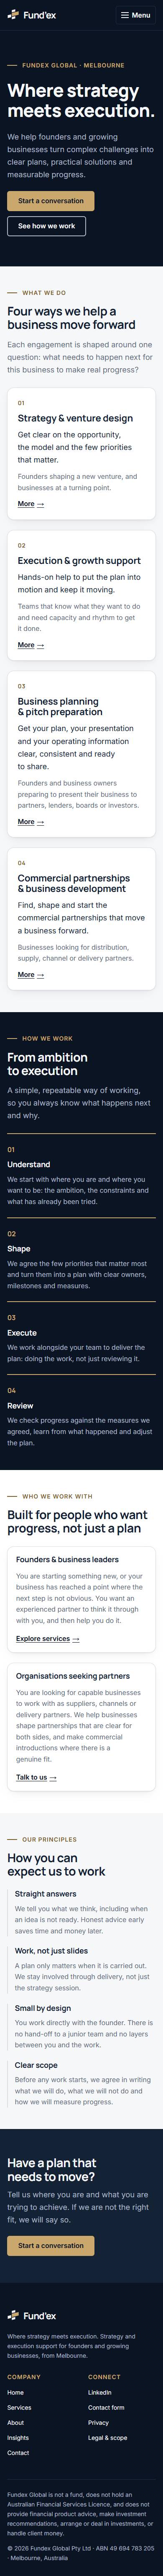 Fund'ex
Menu
FUNDEX GLOBAL · MELBOURNE
Where strategy
meets execution.
We help founders and growing
businesses turn complex challenges into
clear plans, practical solutions and
measurable progress.
Start a conversation
See how we work
WHAT WE DO
Four ways we help a
business move forward
Each engagement is shaped around one
question: what needs to happen next for
this business to make real progress?
01
Strategy & venture design
Get clear on the opportunity,
the model and the few priorities
that matter.
Founders shaping a new venture, and
businesses at a turning point.
More →
02
Execution & growth support
Hands-on help to put the plan into
motion and keep it moving.
Teams that know what they want to do
and need capacity and rhythm to get
it done.
More →
03
Business planning
& pitch preparation
Get your plan, your presentation
and your operating information
clear, consistent and ready
to share.
Founders and business owners
preparing to present their business to
partners, lenders, boards or investors.
More →
04
Commercial partnerships
& business development
Find, shape and start the
commercial partnerships that move
a business forward.
Businesses looking for distribution,
supply, channel or delivery partners.
More →
HOW WE WORK
From ambition
to execution
A simple, repeatable way of working,
so you always know what happens next
and why.
01
Understand
We start with where you are and where you
want to be: the ambition, the constraints and
what has already been tried.
02
Shape
We agree the few priorities that matter most
and turn them into a plan with clear owners,
milestones and measures.
03
Execute
We work alongside your team to deliver the
plan: doing the work, not just reviewing it.
04
Review
We check progress against the measures we
agreed, learn from what happened and adjust
the plan.
WHO WE WORK WITH
Built for people who want
progress, not just a plan
Founders & business leaders
You are starting something new, or your
business has reached a point where the
next step is not obvious. You want an
experienced partner to think it through
with you, and then help you do it.
Explore services →
Organisations seeking partners
You are looking for capable businesses
to work with as suppliers, channels or
delivery partners. We help businesses
shape partnerships that are clear for
both sides, and make commercial
introductions where there is a
genuine fit.
Talk to us →
OUR PRINCIPLES
How you can
expect us to work
Straight answers
We tell you what we think, including when
an idea is not ready. Honest advice early
saves time and money later.
Work, not just slides
A plan only matters when it is carried out.
We stay involved through delivery, not just
the strategy session.
Small by design
You work directly with the founder. There is
no hand-off to a junior team and no layers
between you and the work.
Clear scope
Before any work starts, we agree in writing
what we will do, what we will not do and
how we will measure progress.
Have a plan that
needs to move?
Tell us where you are and what you are
trying to achieve. If we are not the right
fit, we will say so.
Start a conversation
Fund'ex
Where strategy meets execution. Strategy and
execution support for founders and growing
businesses, from Melbourne.
COMPANY
Home
Services
About
Insights
Contact
CONNECT
LinkedIn
Contact form
Privacy
Legal & scope
Fundex Global is not a fund, does not hold an
Australian Financial Services Licence, and does not
provide financial product advice, make investment
recommendations, arrange or deal in investments, or
handle client money.
© 2026 Fundex Global Pty Ltd · ABN 49 694 783 205
· Melbourne, Australia